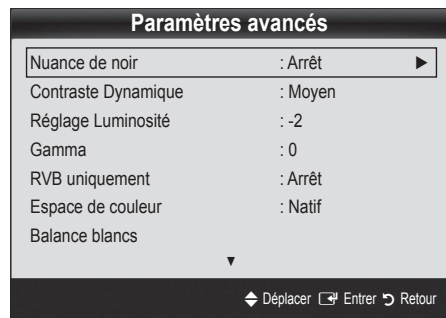 Paramètres avancés
Nuance de noir : Arrêt ►
Contraste Dynamique : Moyen
Réglage Luminosité : -2
Gamma : 0
RVB uniquement : Arrêt
Espace de couleur : Natif
Balance blancs
▼
Déplacer Entrer Retour